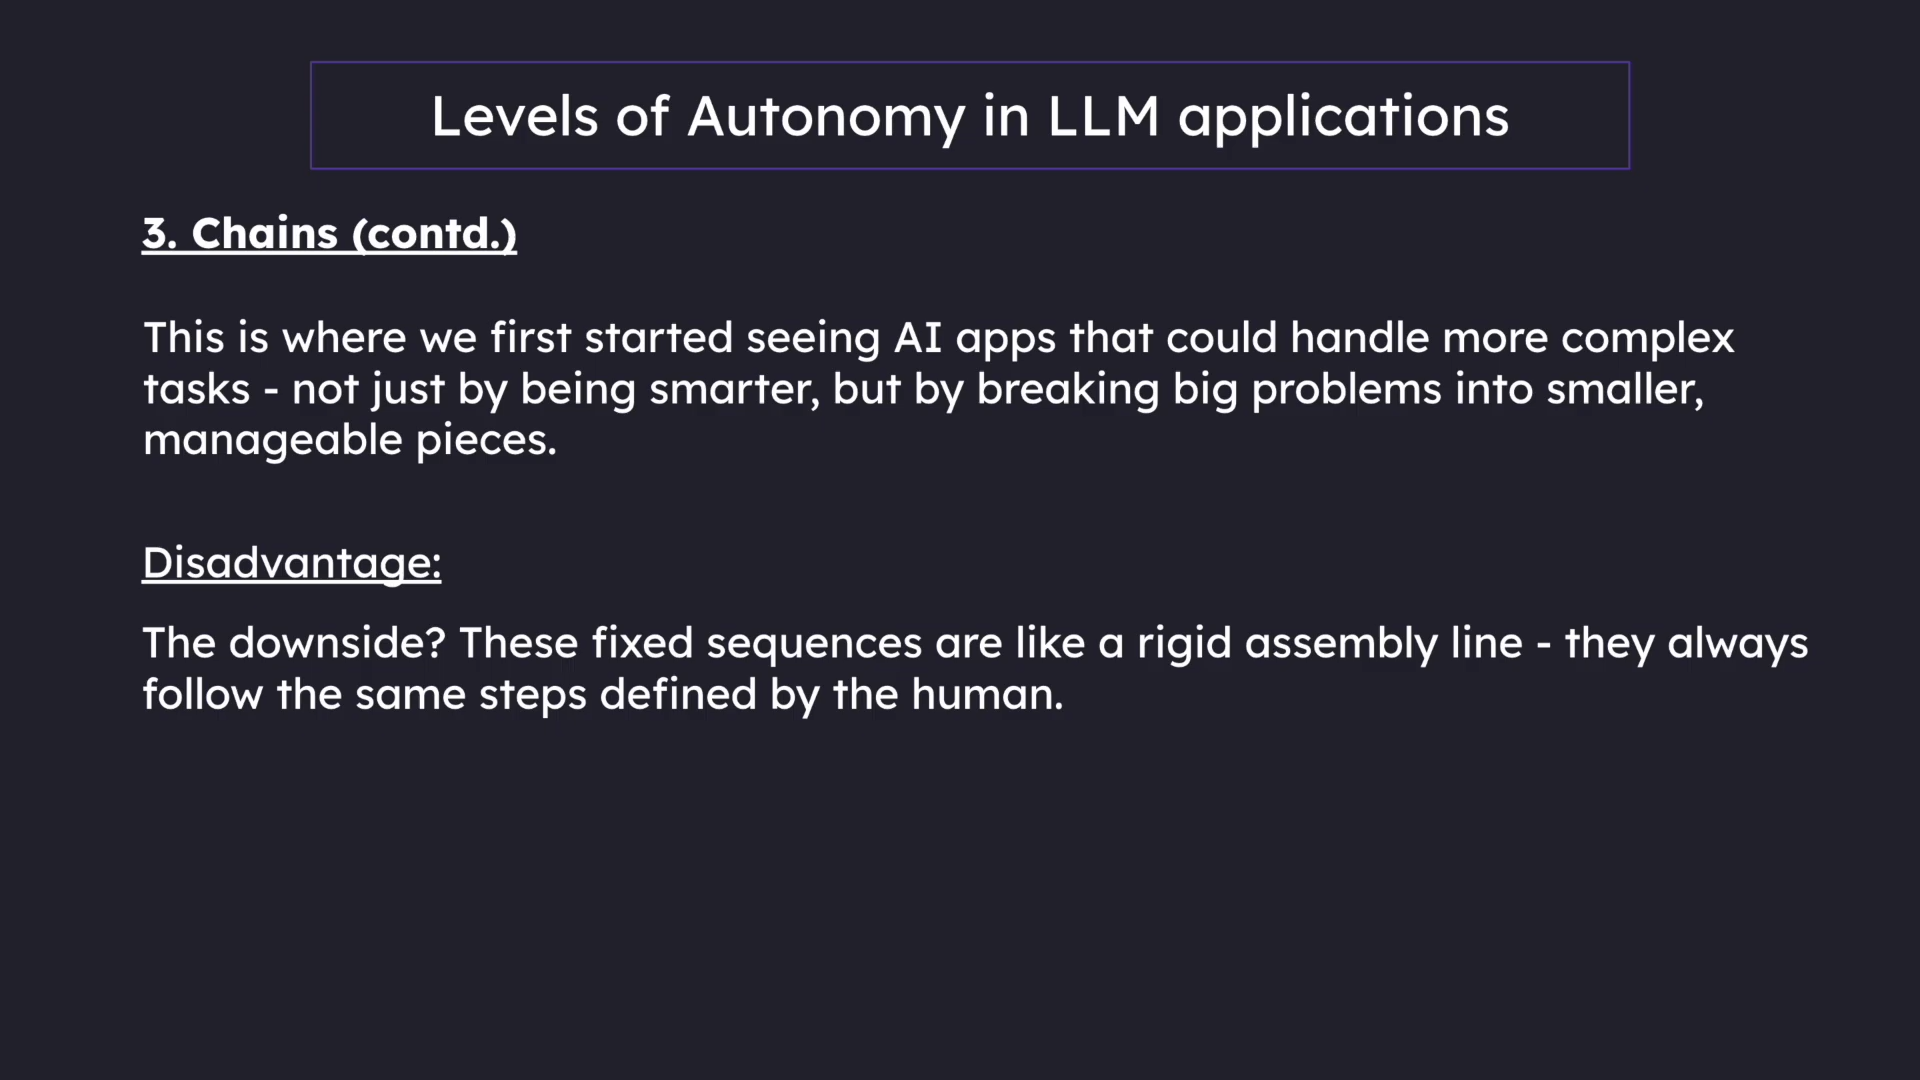 Levels of Autonomy in LLM applications
3. Chains (contd.)
This is where we first started seeing AI apps that could handle more complex
tasks - not just by being smarter, but by breaking big problems into smaller,
manageable pieces.
Disadvantage:
The downside? These fixed sequences are like a rigid assembly line - they always
follow the same steps defined by the human.